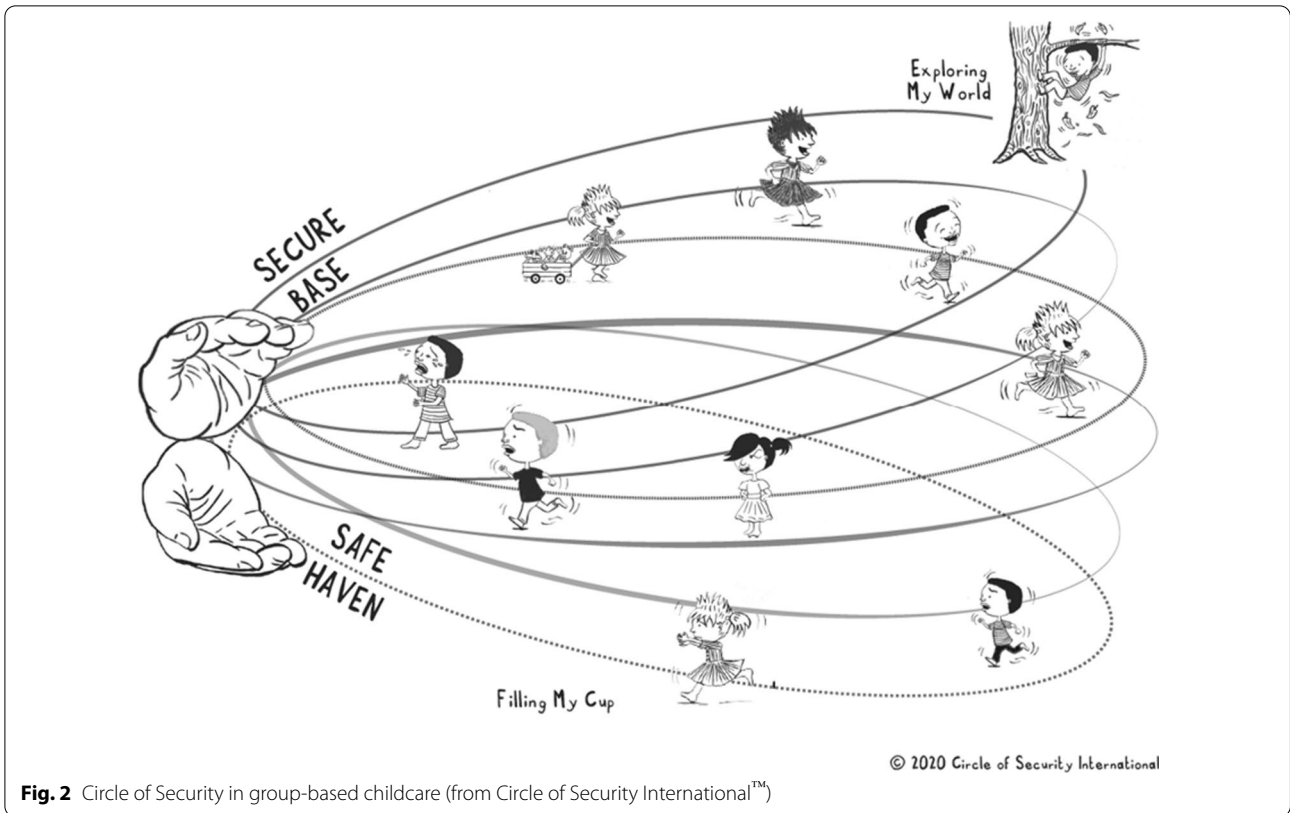 Exploring
My World
SECURE
BASE
SAFE
HAVEN
Filling My Cup
© 2020 Circle of Security International
Fig. 2 Circle of Security in group-based childcare (from Circle of Security International™)